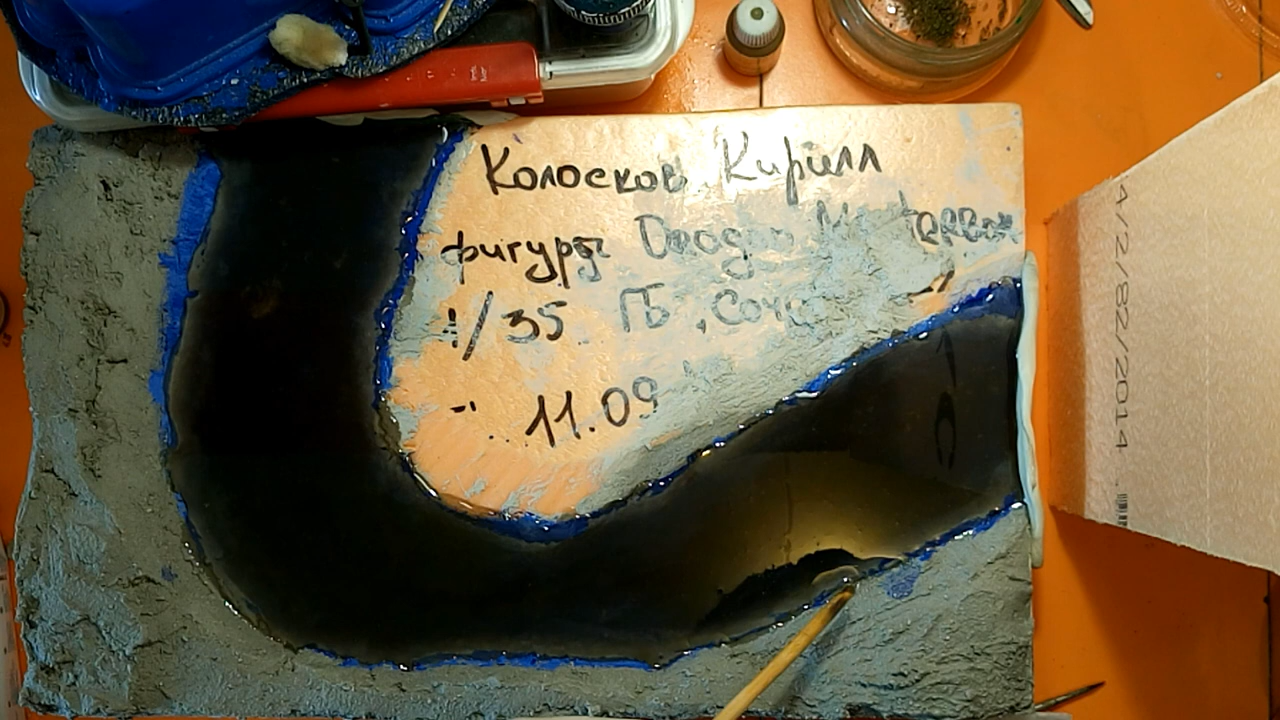 Колосков Кирилл
фигуры
1/35 ГБ, Сочи
11.09
4/2/82/2014